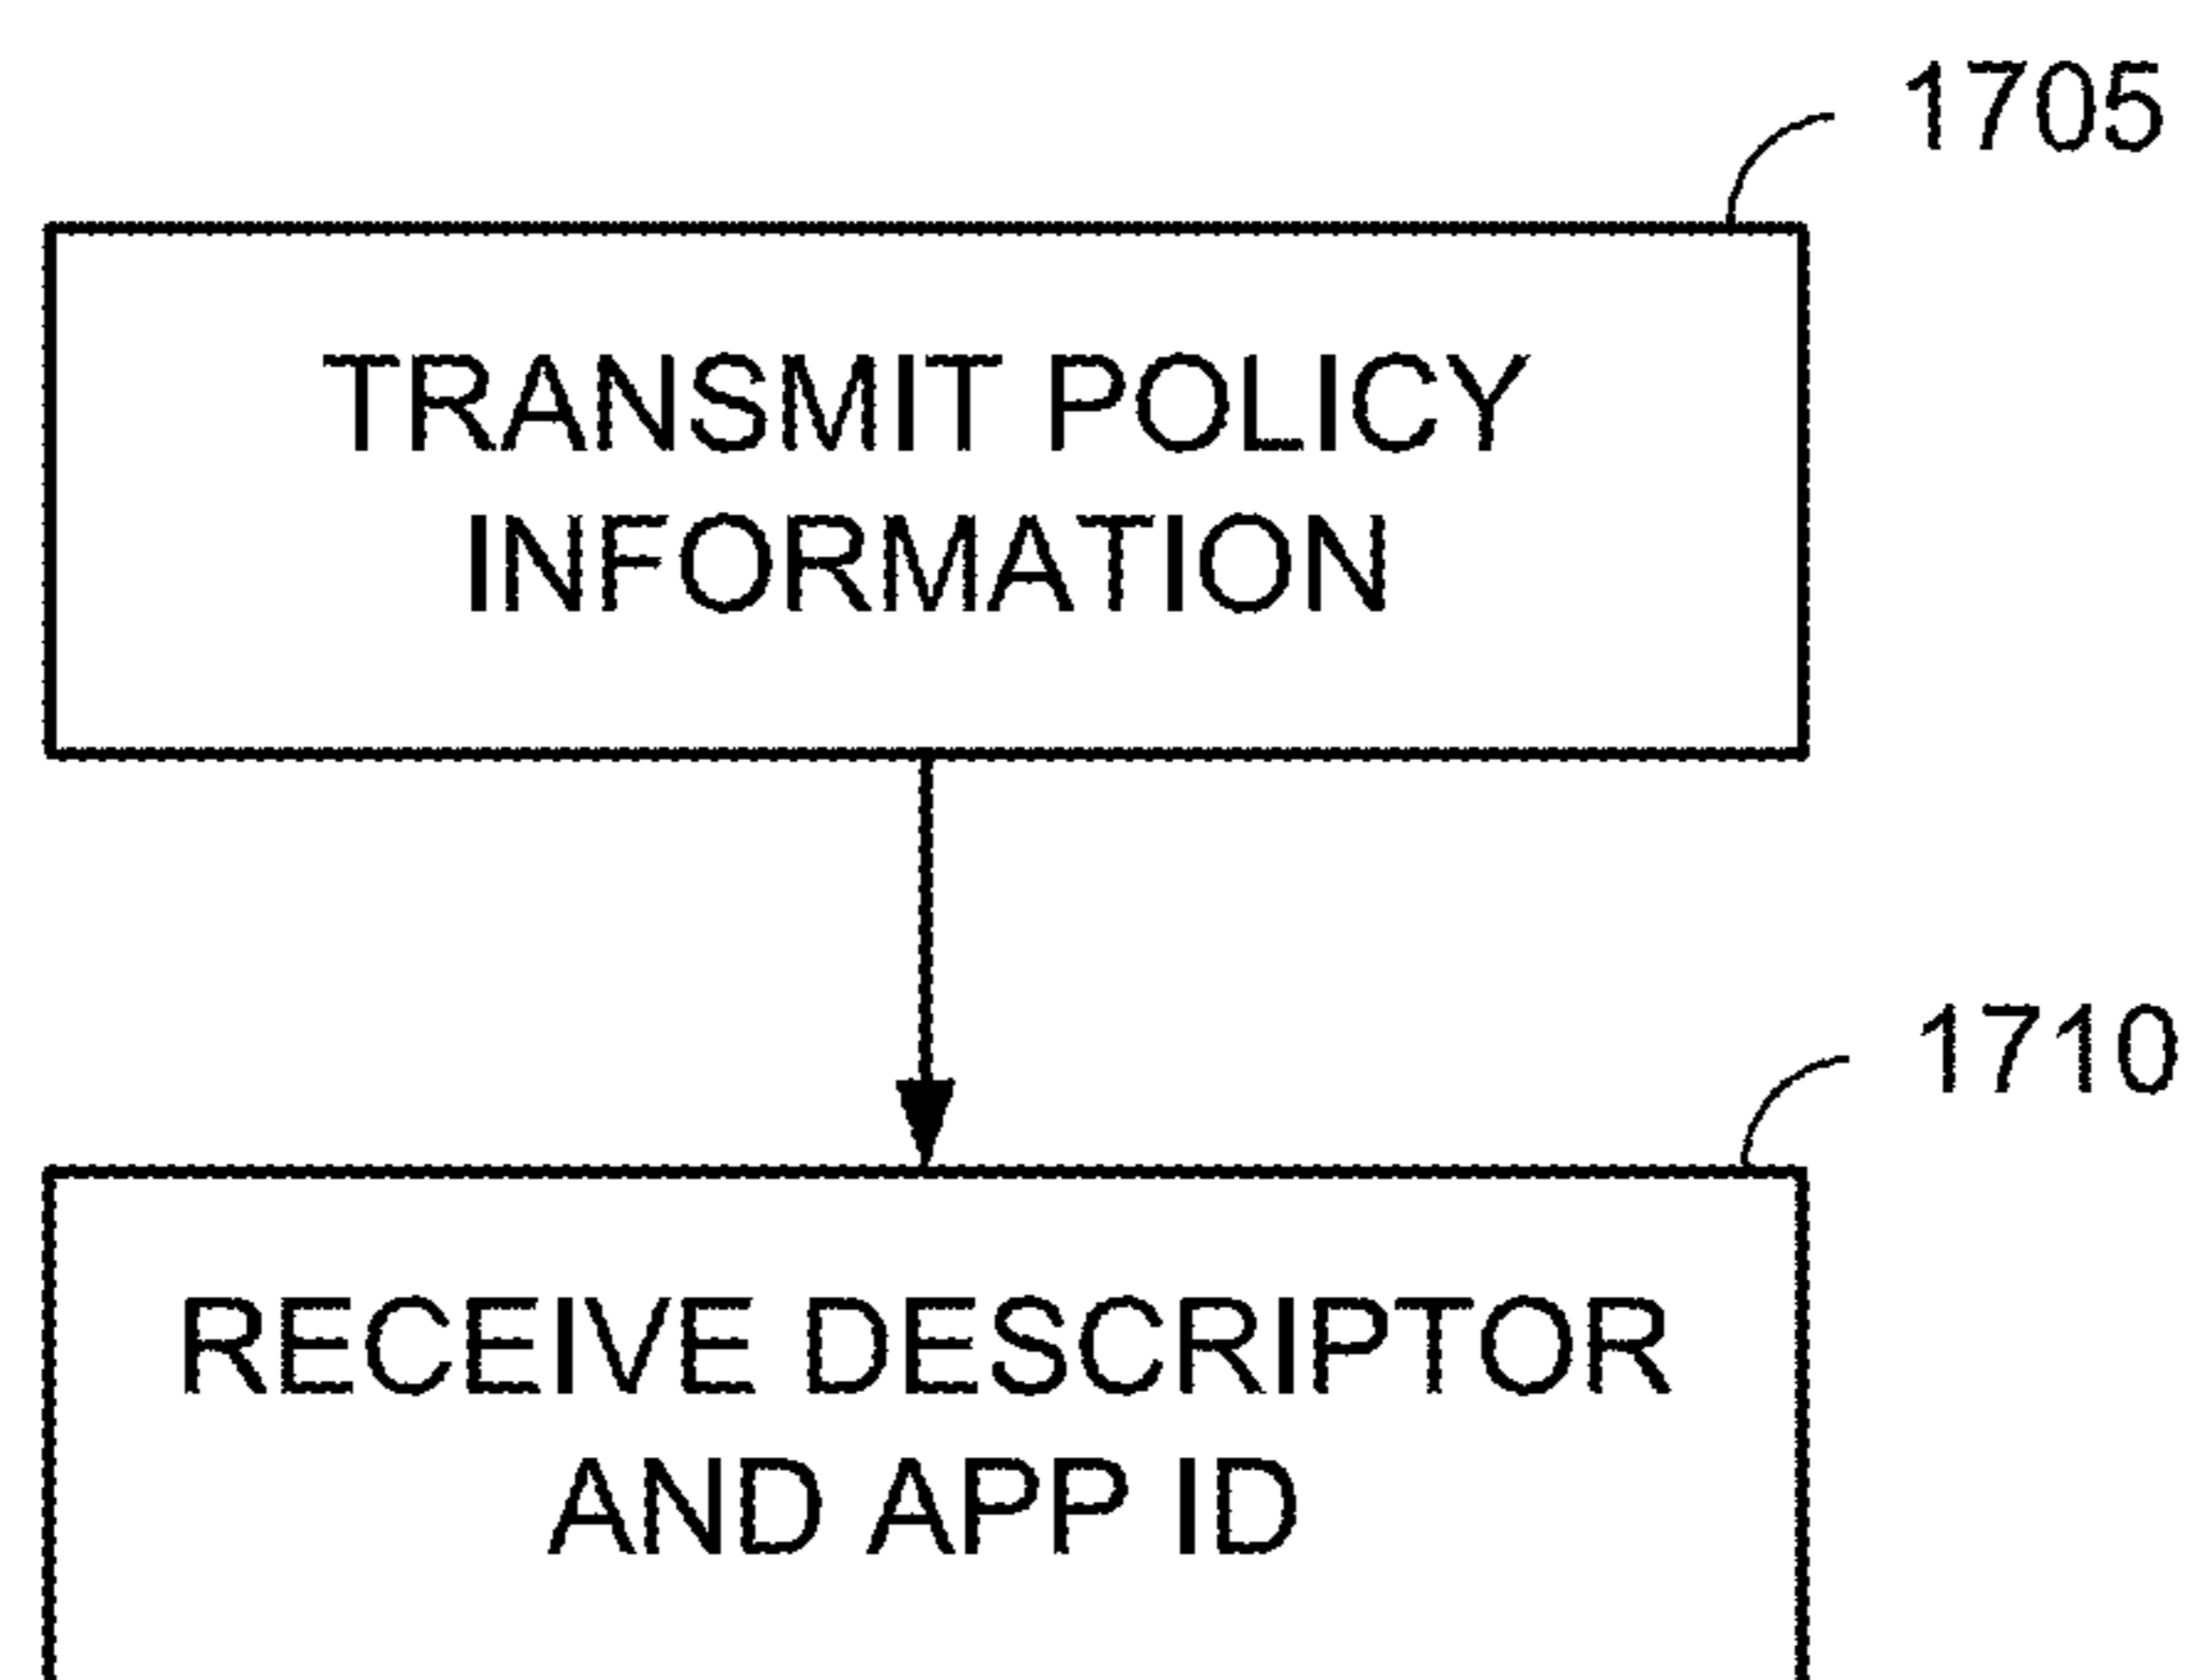 1705
TRANSMIT POLICY
INFORMATION
1710
RECEIVE DESCRIPTOR
AND APP ID